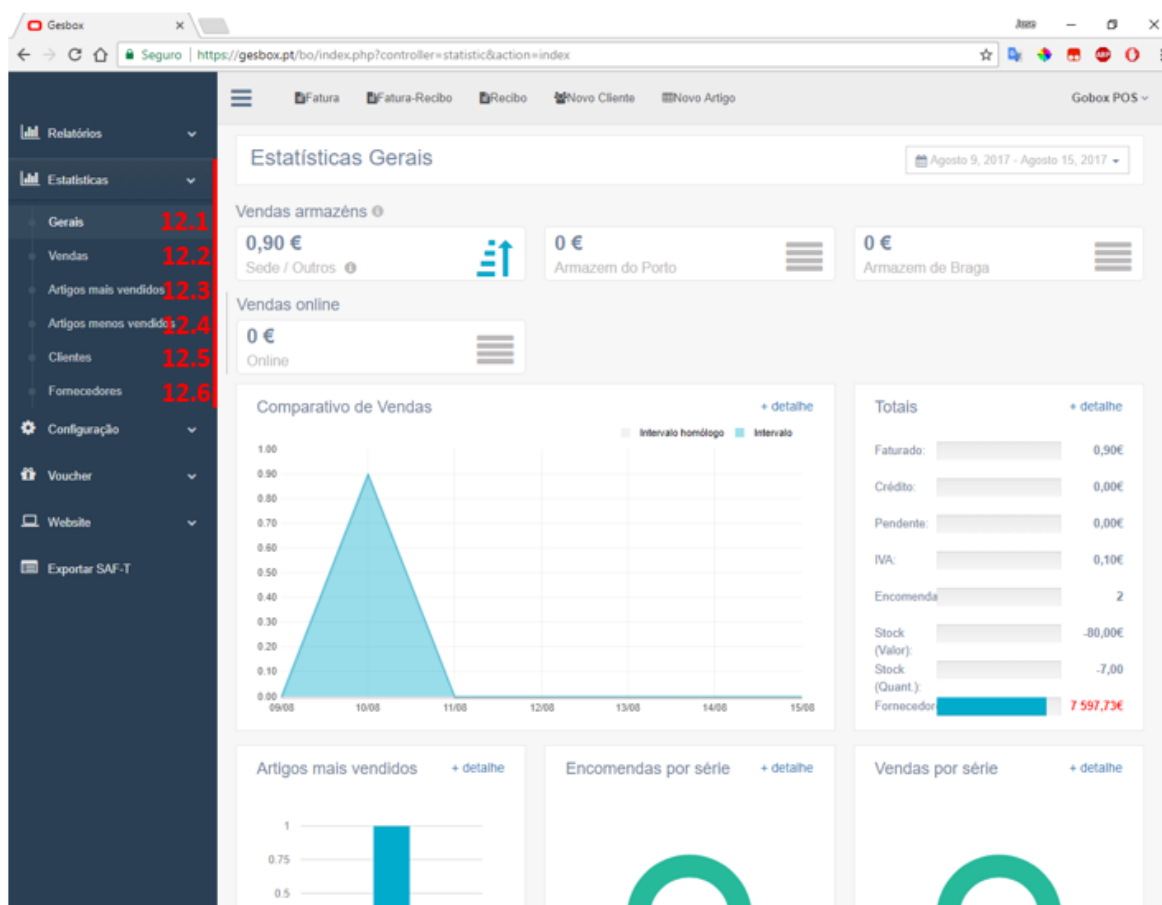 Gesbox
Seguro | https://gesbox.pt/bo/index.php?controller=statistic&action=index
Fatura Fatura-Recibo Recibo Novo Cliente Novo Artigo Gobox POS
Relatórios
Estatísticas
Gerais 12.1
Vendas 12.2
Artigos mais vendidos 12.3
Artigos menos vendidos 12.4
Clientes 12.5
Fornecedores 12.6
Configuração
Voucher
Website
Exportar SAF-T
Estatísticas Gerais
Agosto 9, 2017 - Agosto 15, 2017
Vendas armazéns
0,90 €
Sede / Outros
0 €
Armazem do Porto
0 €
Armazem de Braga
Vendas online
0 €
Online
Comparativo de Vendas + detalhe
Intervalo homólogo Intervalo
1.00
0.90
0.80
0.70
0.60
0.50
0.40
0.30
0.20
0.10
0.00
09/08 10/08 11/08 12/08 13/08 14/08 15/08
Totais + detalhe
Faturado: 0,90€
Crédito: 0,00€
Pendente: 0,00€
IVA: 0,10€
Encomenda 2
Stock (Valor): -80,00€
Stock (Quant.): -7,00
Fornecedor 7 597,73€
Artigos mais vendidos + detalhe
1
0.75
0.5
Encomendas por série + detalhe
Vendas por série + detalhe